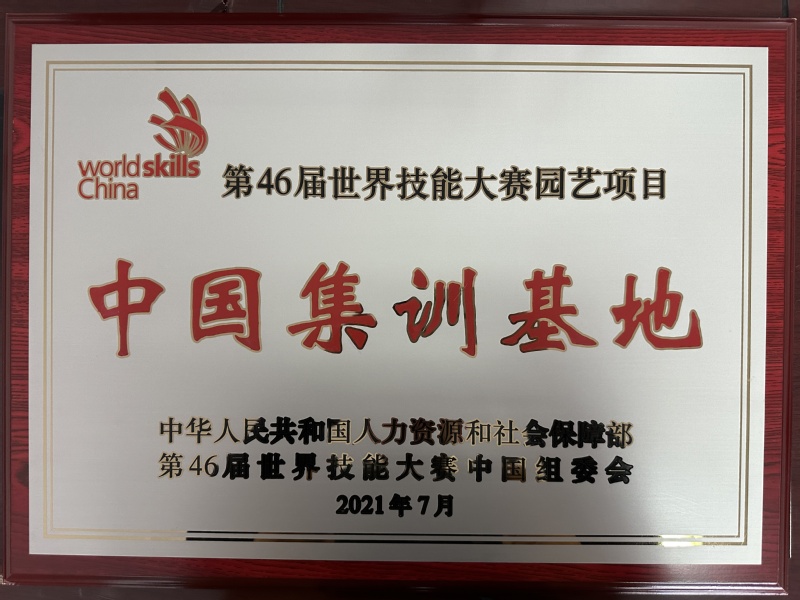 worldskills
China
第46届世界技能大赛园艺项目
中国集训基地
中华人民共和国人力资源和社会保障部
第46届世界技能大赛中国组委会
2021年7月